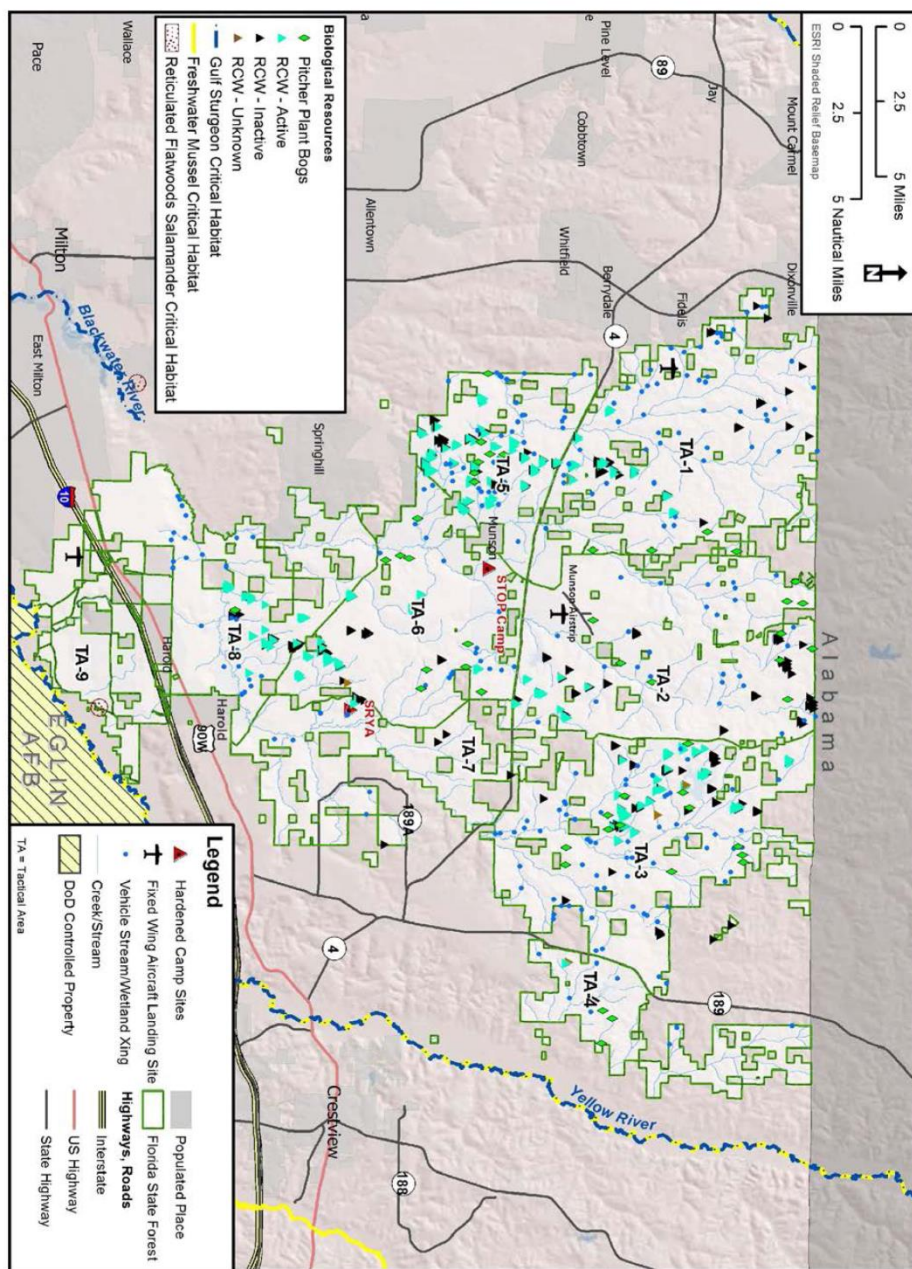 0 2.5 5 Miles
0 2.5 5 Nautical Miles
N
ESRI Shaded Relief Basemap
Mount Carmel
Dixonville
Alabama
Jay
Fidelis
89
4
Pine Level
Cobbtown
Whitfield
Berrydale
TA-1
TA-2
TA-3
TA-4
189
Munson Airstrip
Munson
STOP Camp
TA-5
TA-6
TA-7
Yellow River
Allentown
Springhill
SRYA
189A
4
TA-8
Harold
Harold
90W
10
TA-9
EGLIN
AFB
Crestview
188
Wallace
Pace
Milton
East Milton
Blackwater River
a
e
Biological Resources
Pitcher Plant Bogs
RCW - Active
RCW - Inactive
RCW - Unknown
Gulf Sturgeon Critical Habitat
Freshwater Mussel Critical Habitat
Reticulated Flatwoods Salamander Critical Habitat
Legend
Hardened Camp Sites
Fixed Wing Aircraft Landing Site
Vehicle Stream/Wetland Xing
Creek/Stream
DoD Controlled Property
TA = Tactical Area
Populated Place
Florida State Forest
Highways, Roads
Interstate
US Highway
State Highway